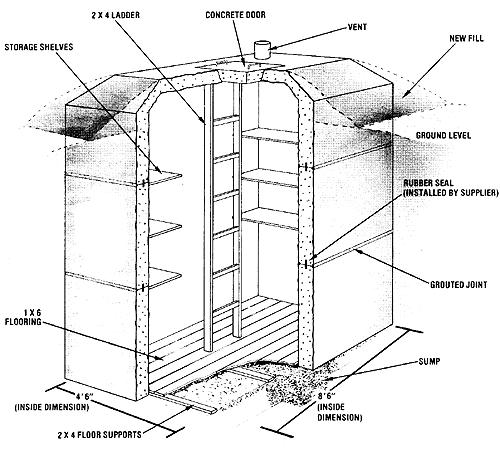 2 X 4 LADDER
CONCRETE DOOR
VENT
STORAGE SHELVES
NEW FILL
GROUND LEVEL
RUBBER SEAL
(INSTALLED BY SUPPLIER)
GROUTED JOINT
1 X 6
FLOORING
SUMP
4'6"
(INSIDE DIMENSION)
8'6"
(INSIDE
DIMENSION)
2 X 4 FLOOR SUPPORTS